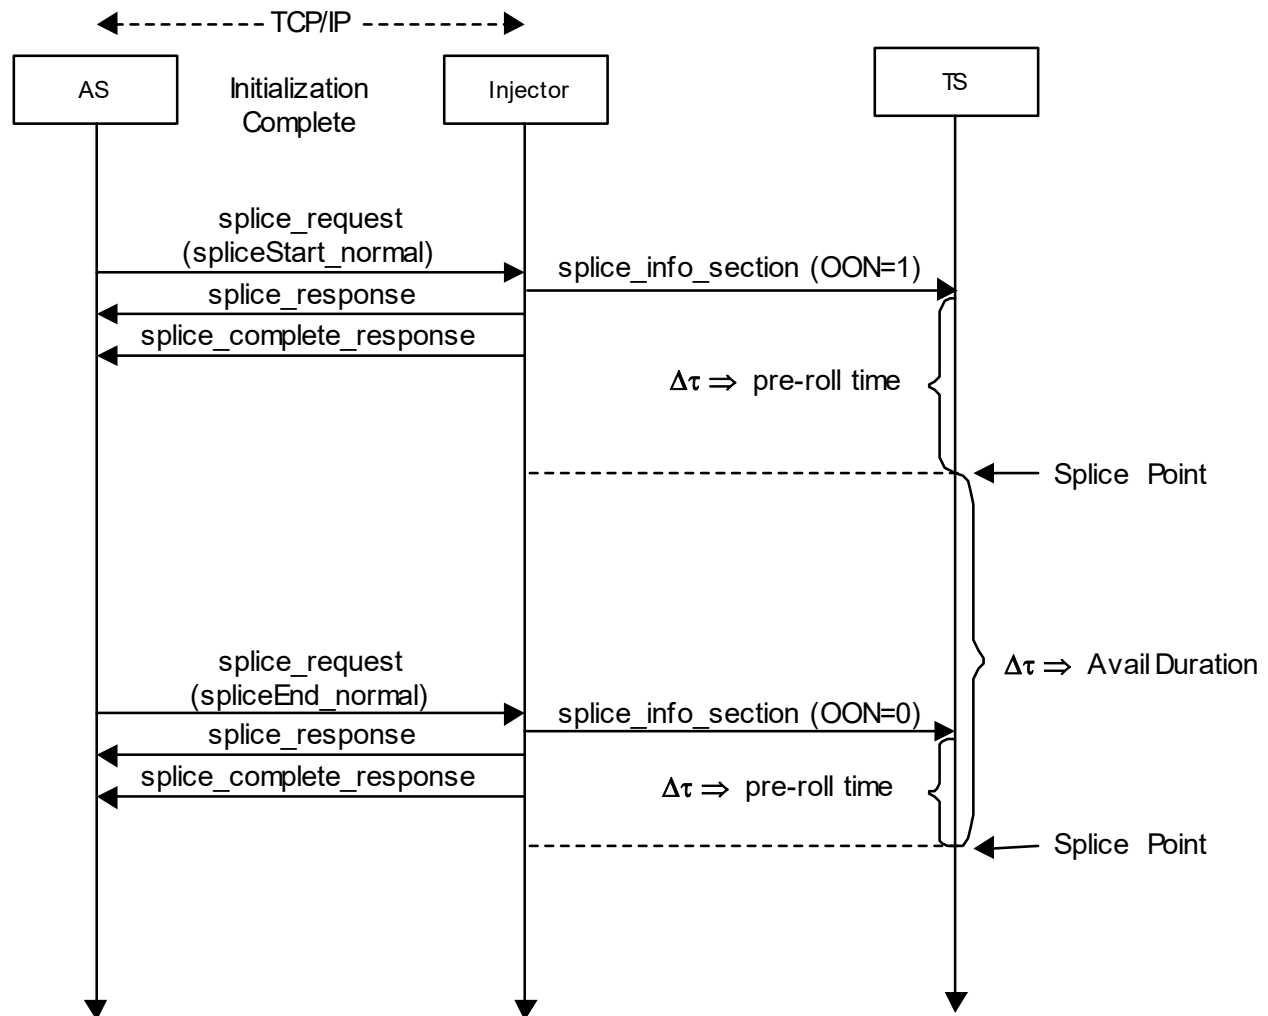 TCP/IP
AS
Initialization
Complete
Injector
TS
splice_request
(spliceStart_normal)
splice_info_section (OON=1)
splice_response
splice_complete_response
Δτ ⇒ pre-roll time
Splice Point
splice_request
(spliceEnd_normal)
Δτ ⇒ Avail Duration
splice_info_section (OON=0)
splice_response
splice_complete_response
Δτ ⇒ pre-roll time
Splice Point